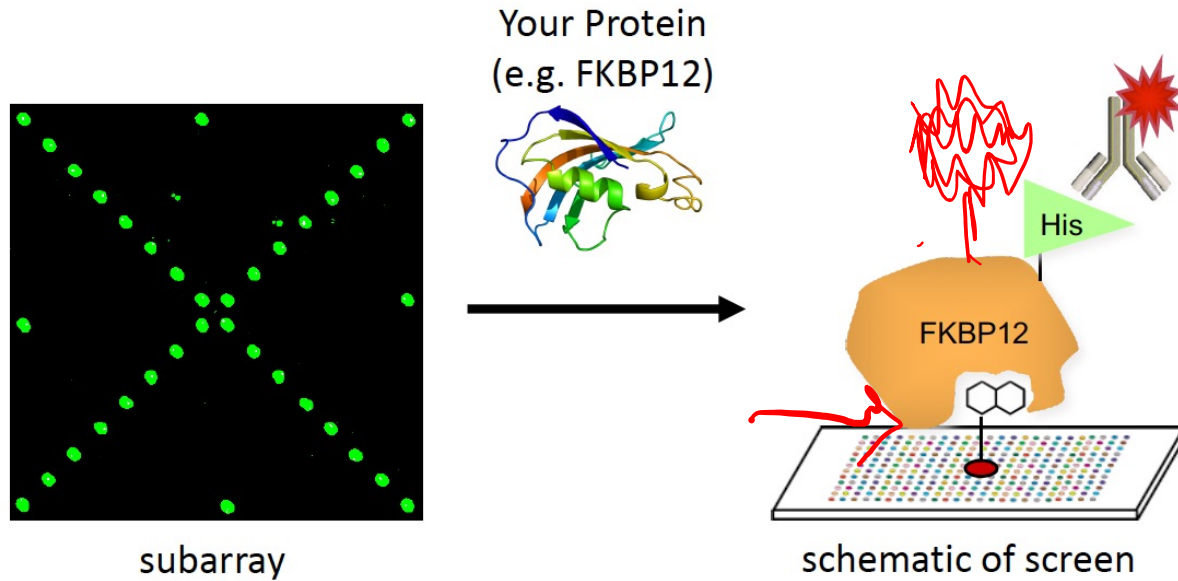 Your Protein
(e.g. FKBP12)
His
FKBP12
subarray
schematic of screen